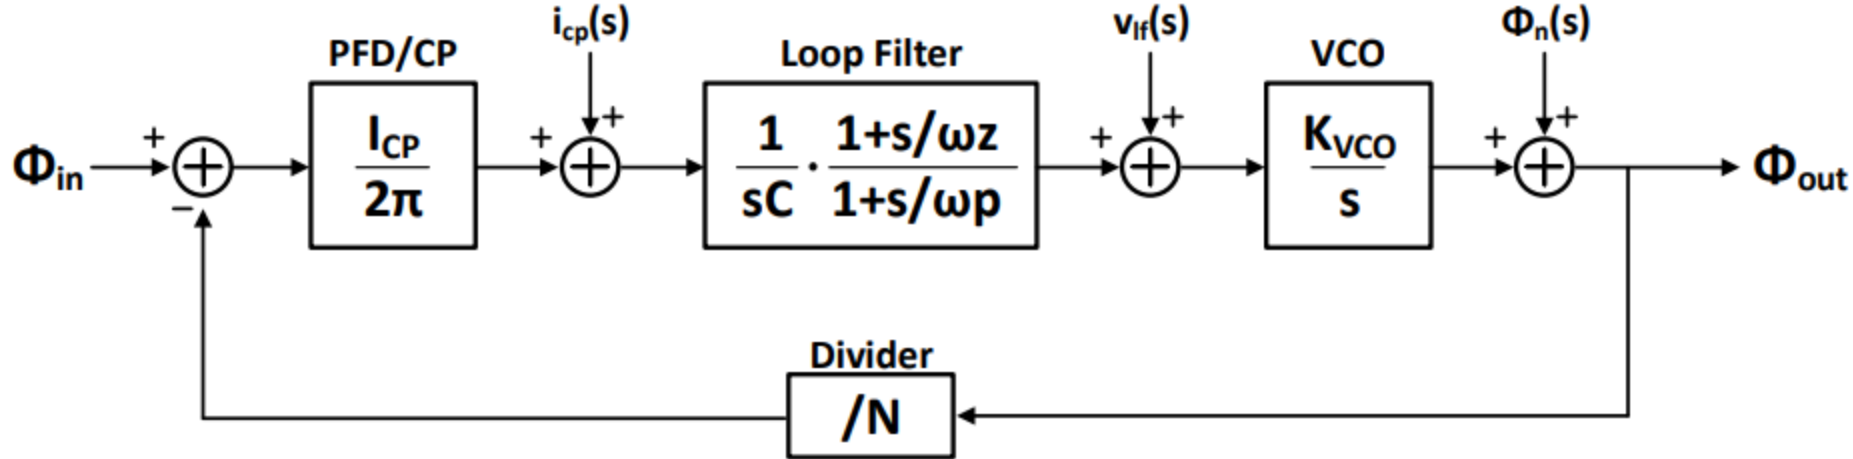 i_cp(s)
v_lf(s)
Φ_n(s)
PFD/CP
Loop Filter
VCO
Φ_in
+
−
I_CP
2π
+
+
1
sC
·
1+s/ωz
1+s/ωp
+
+
K_VCO
s
+
+
Φ_out
Divider
/N